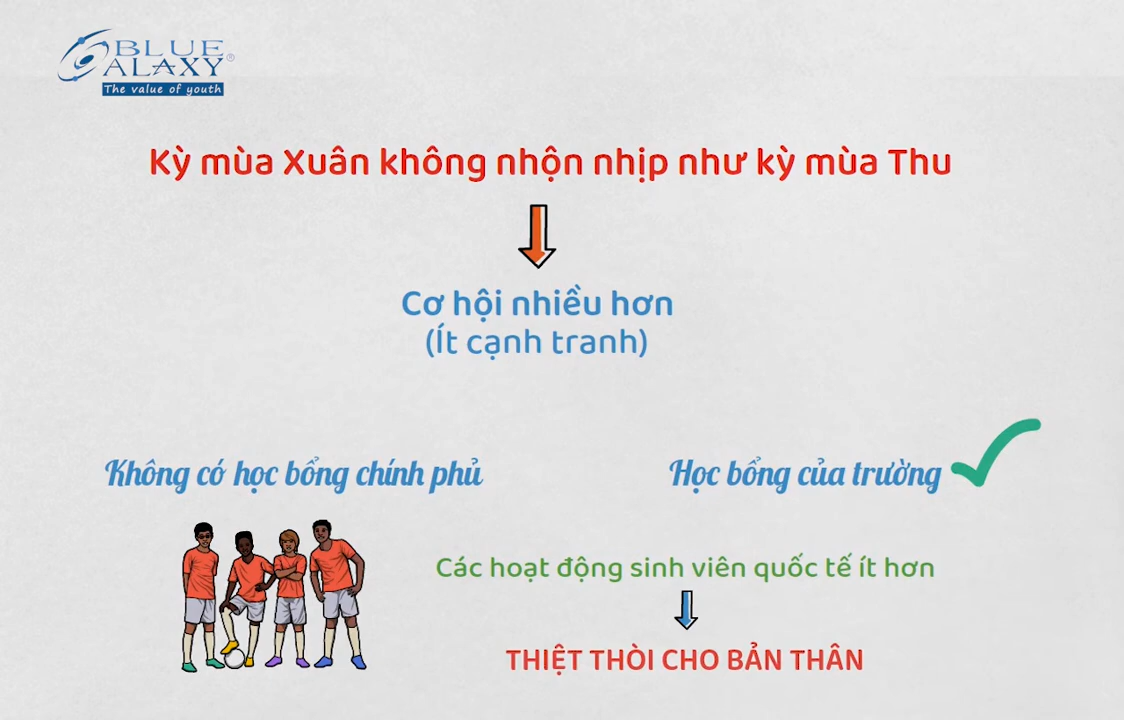 BLUE
GALAXY®
The value of youth
Kỳ mùa Xuân không nhộn nhịp như kỳ mùa Thu
Cơ hội nhiều hơn
(Ít cạnh tranh)
Không có học bổng chính phủ
Học bổng của trường
Các hoạt động sinh viên quốc tế ít hơn
THIỆT THÒI CHO BẢN THÂN